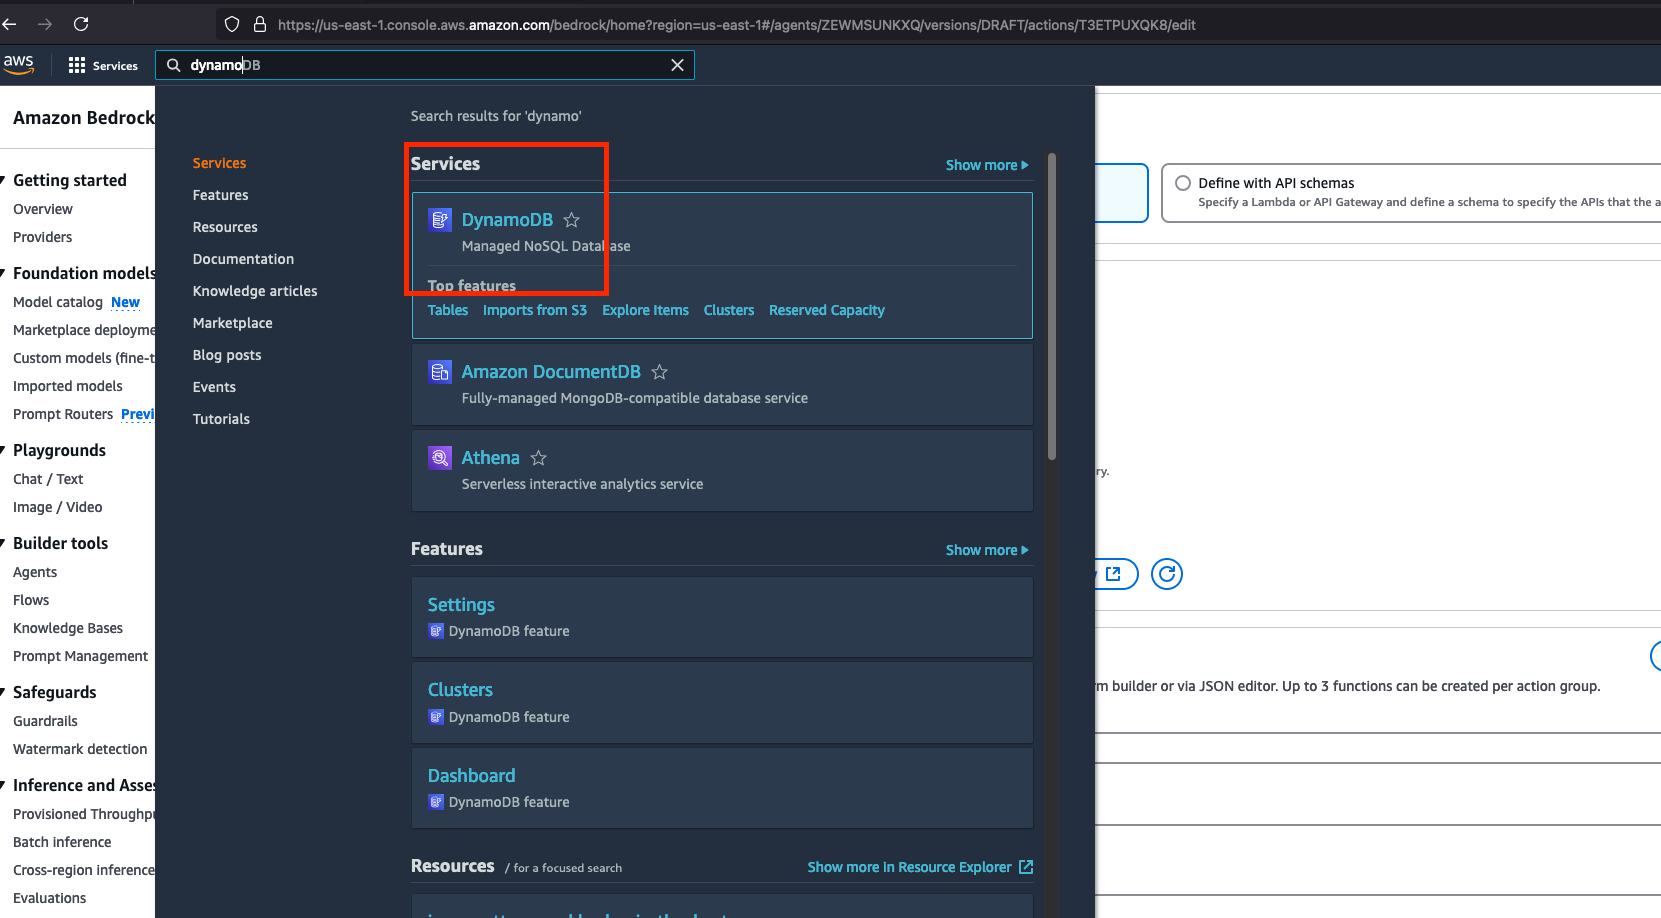 https://us-east-1.console.aws.amazon.com/bedrock/home?region=us-east-1#/agents/ZEWMSUNKXQ/versions/DRAFT/actions/T3ETPUXQK8/edit
aws
Services
dynamoDB
Amazon Bedrock
Getting started
Overview
Providers
Foundation models
Model catalog New
Marketplace deployme
Custom models (fine-t
Imported models
Prompt Routers Previ
Playgrounds
Chat / Text
Image / Video
Builder tools
Agents
Flows
Knowledge Bases
Prompt Management
Safeguards
Guardrails
Watermark detection
Inference and Asses
Provisioned Throughpu
Batch inference
Cross-region inference
Evaluations
Services
Features
Resources
Documentation
Knowledge articles
Marketplace
Blog posts
Events
Tutorials
Search results for 'dynamo'
Services
Show more
DynamoDB
Managed NoSQL Database
Top features
Tables Imports from S3 Explore Items Clusters Reserved Capacity
Amazon DocumentDB
Fully-managed MongoDB-compatible database service
Athena
Serverless interactive analytics service
Features
Show more
Settings
DynamoDB feature
Clusters
DynamoDB feature
Dashboard
DynamoDB feature
Resources / for a focused search
Show more in Resource Explorer
Define with API schemas
Specify a Lambda or API Gateway and define a schema to specify the APIs that the a
ry.
rm builder or via JSON editor. Up to 3 functions can be created per action group.